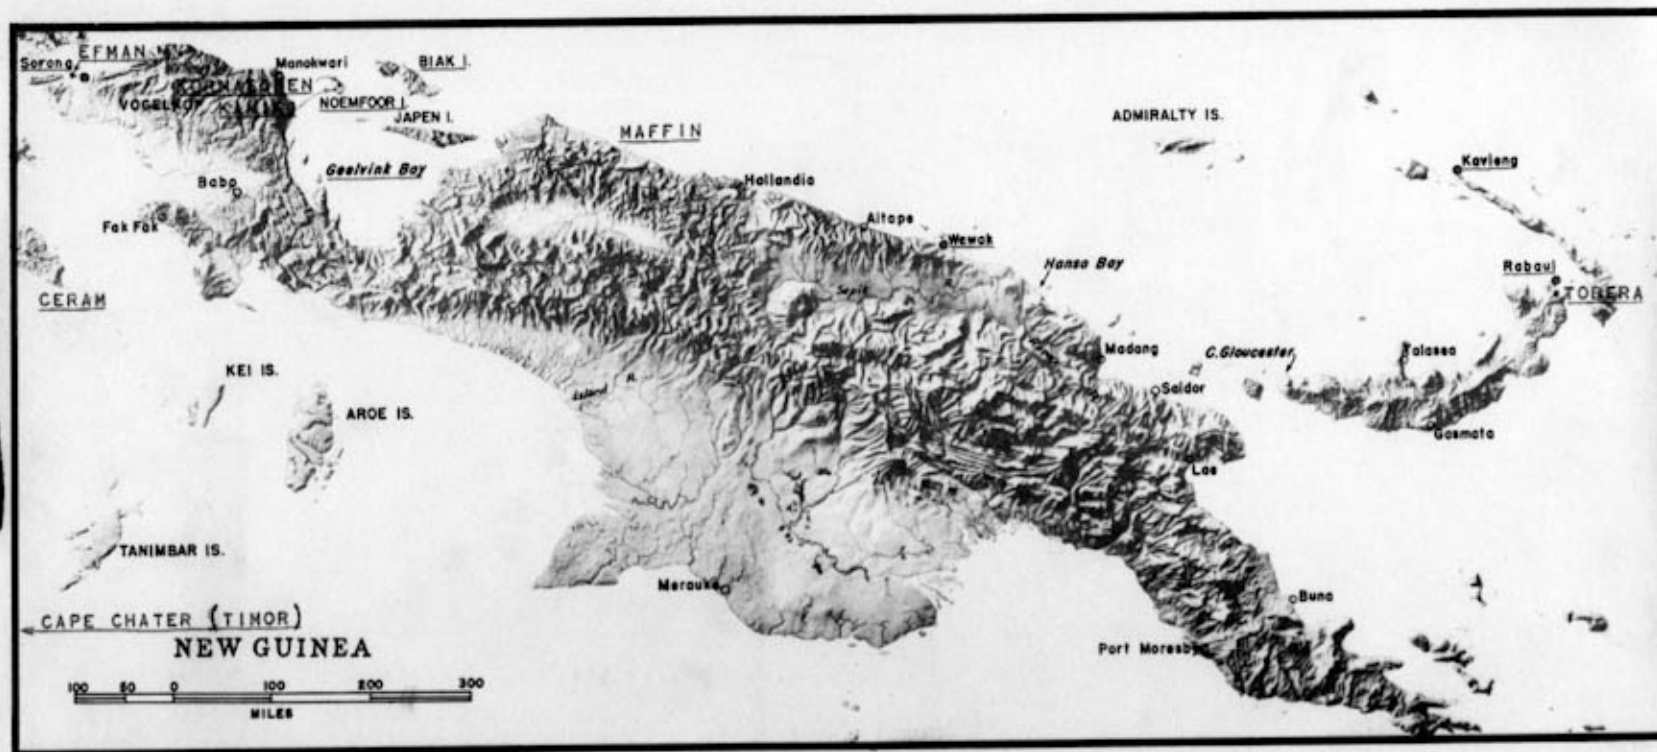 EFMAN
Sorong
Manokwari
BIAK I.
KAMIRI
NOEMFOOR I.
JAPEN I.
MAFFIN
ADMIRALTY IS.
Kavieng
Geelvink Bay
Babo
Hollandia
Fak Fak
Aitape
Wewak
Hansa Bay
Rabaul
CERAM
Sepik R.
TOBERA
Madang
C.Gloucester
Talasea
KEI IS.
Saidor
R.
AROE IS.
Gasmata
Lae
TANIMBAR IS.
Merauke
Buna
CAPE CHATER (TIMOR)
NEW GUINEA
Port Moresby
100 50 0 100 200 300
MILES